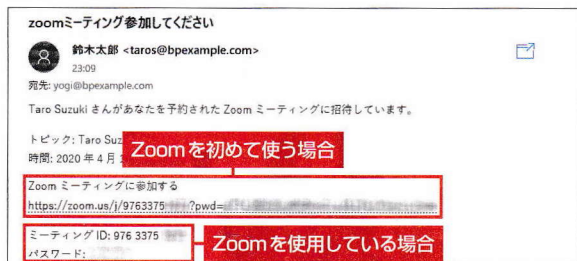 zoomミーティング参加してください
鈴木太郎 <taros@bpexample.com>
23:09
宛先: yogi@bpexample.com
Taro Suzuki さんがあなたを予約された Zoom ミーティングに招待しています。
トピック: Taro Suz
Zoomを初めて使う場合
時間: 2020 年 4 月
Zoom ミーティングに参加する
https://zoom.us/j/9763375 ?pwd=
ミーティング ID: 976 3375
Zoomを使用している場合
パスワード: